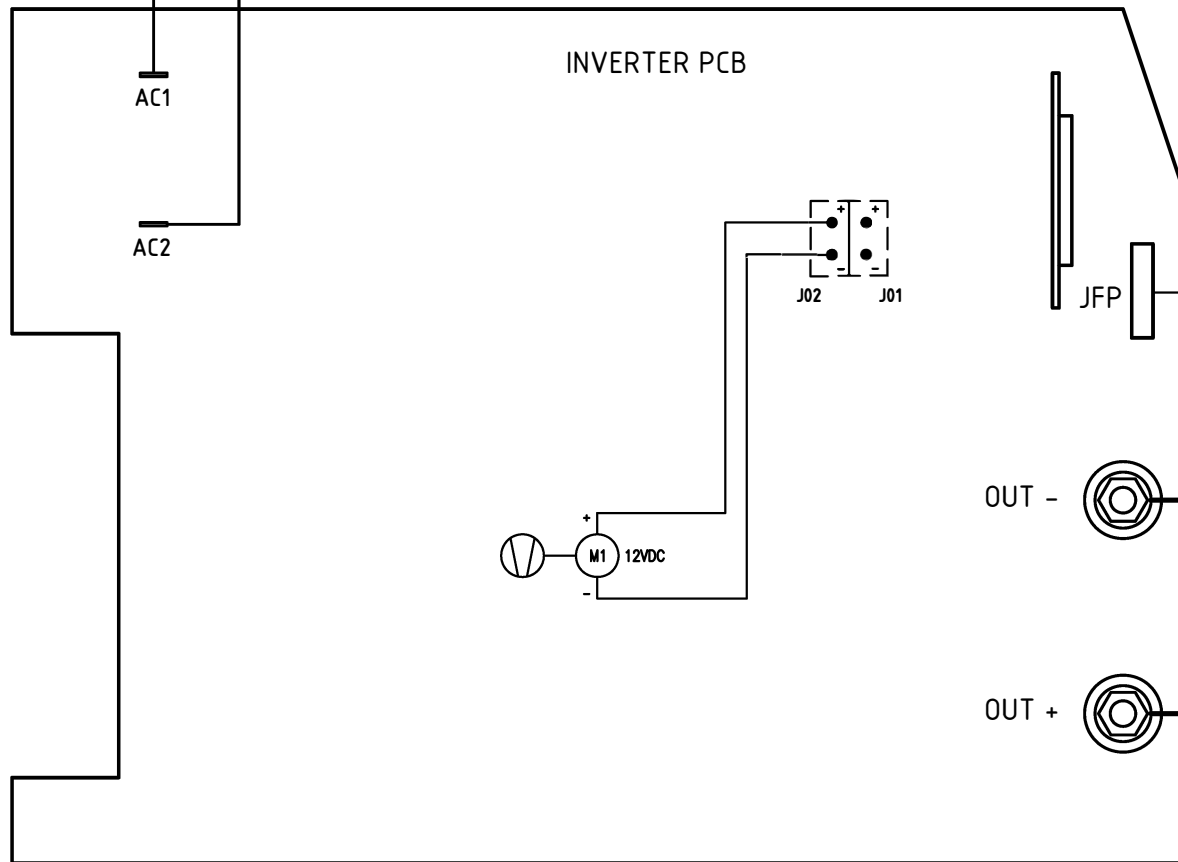 INVERTER PCB
AC1
AC2
+ +
- -
J02 J01
JFP
OUT -
+
M1 12VDC
-
OUT +